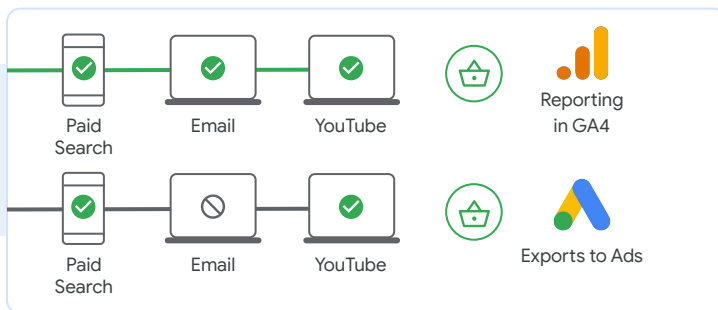 Paid
Search
Email
YouTube
Reporting
in GA4
Paid
Search
Email
YouTube
Exports to Ads